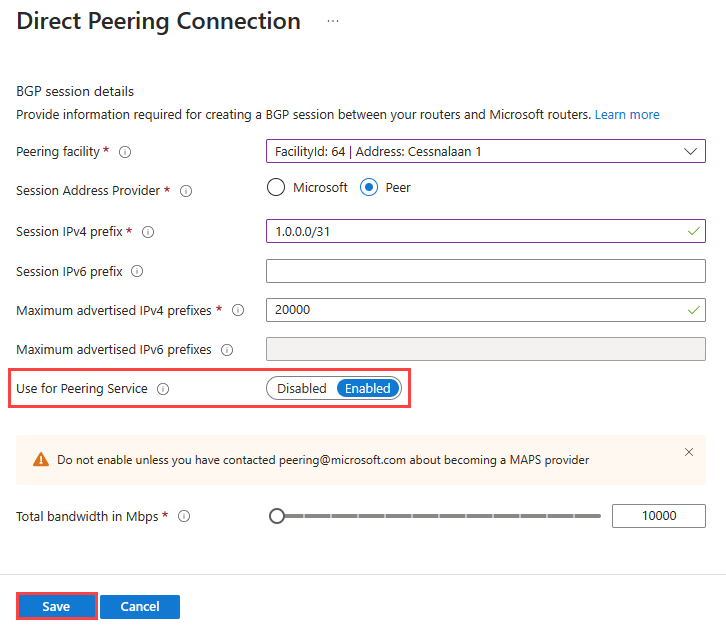 Direct Peering Connection ...
BGP session details
Provide information required for creating a BGP session between your routers and Microsoft routers. Learn more
Peering facility * FacilityId: 64 | Address: Cessnalaan 1
Session Address Provider * Microsoft Peer
Session IPv4 prefix * 1.0.0.0/31
Session IPv6 prefix
Maximum advertised IPv4 prefixes * 20000
Maximum advertised IPv6 prefixes
Use for Peering Service Disabled Enabled
Do not enable unless you have contacted peering@microsoft.com about becoming a MAPS provider
Total bandwidth in Mbps * 10000
Save Cancel